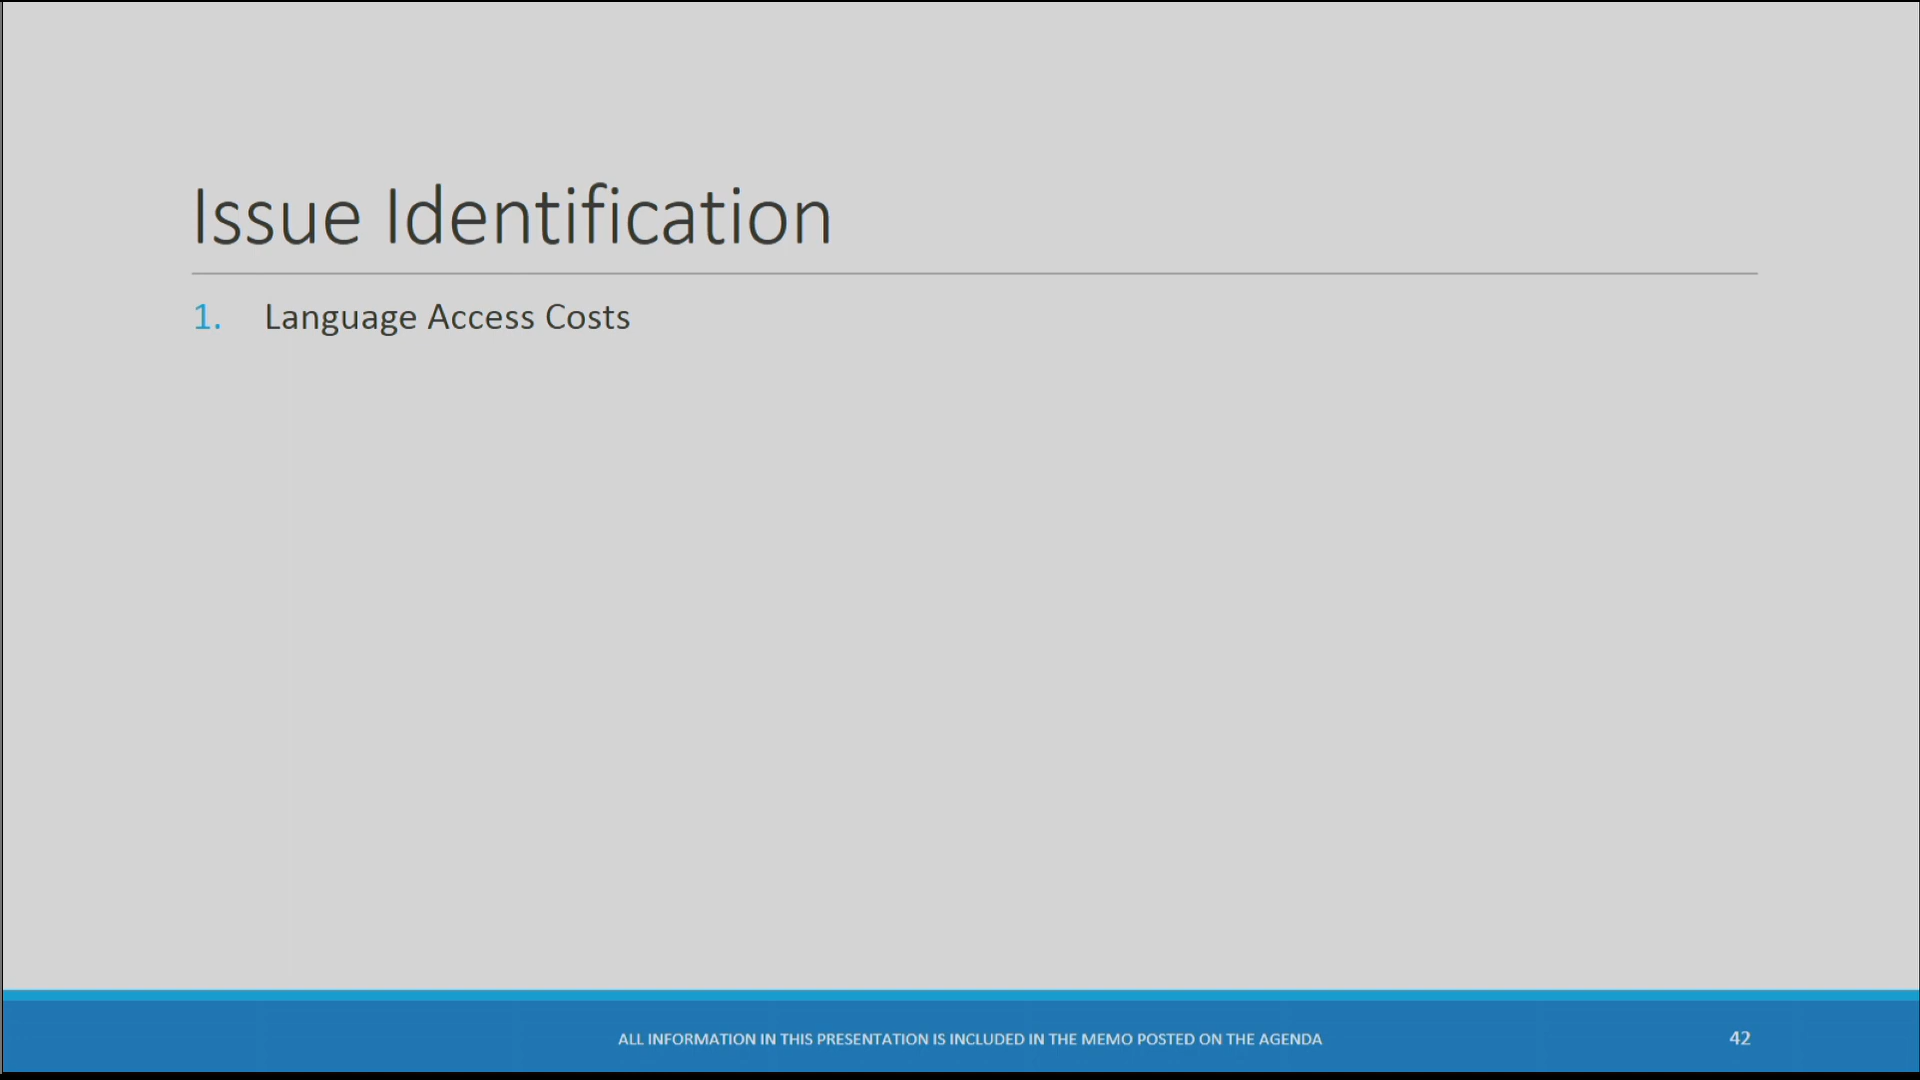 Issue Identification
1. Language Access Costs
ALL INFORMATION IN THIS PRESENTATION IS INCLUDED IN THE MEMO POSTED ON THE AGENDA
42